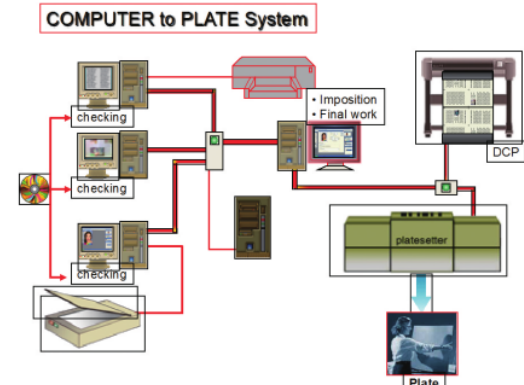 COMPUTER to PLATE System
checking
• Imposition
• Final work
checking
DCP
checking
platesetter
Plate